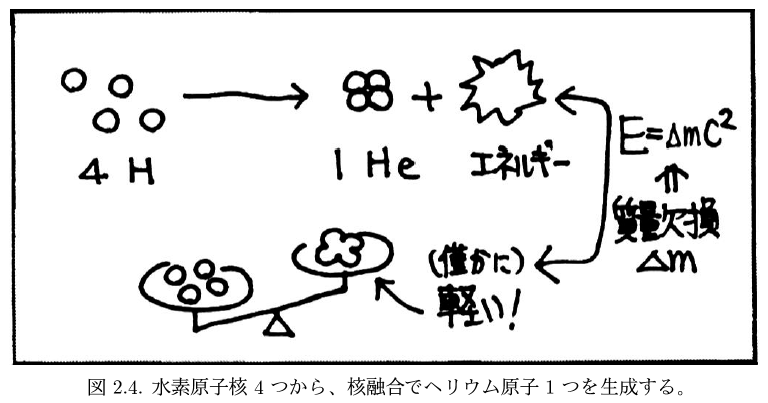 4 H
1 He
+
エネルギー
E=Δmc²
⇑
質量欠損
Δm
(僅かに)
軽い!
図 2.4. 水素原子核 4 つから、核融合でヘリウム原子 1 つを生成する。